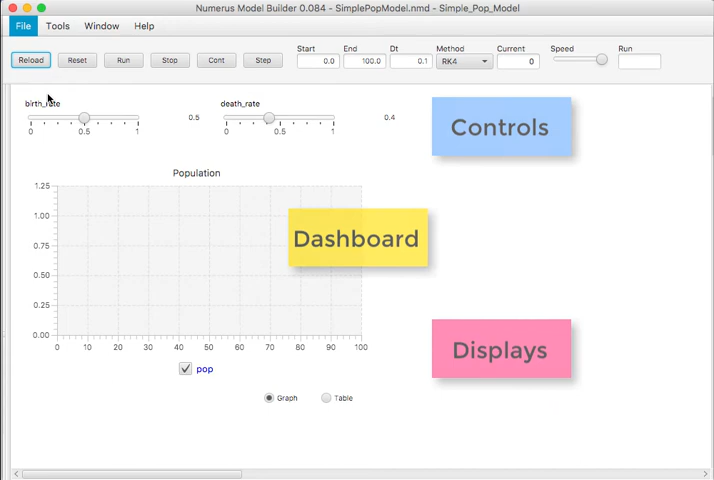 Numerus Model Builder 0.084 - SimplePopModel.nmd - Simple_Pop_Model
File Tools Window Help
Start End Dt Method Current Speed Run
Reload Reset Run Stop Cont Step 0.0 100.0 0.1 RK4 0
birth_rate death_rate
0.5 0.4
0 0.5 1 0 0.5 1
Controls
Population
1.25
1.00
0.75
0.50
0.25
0.00
0 10 20 30 40 50 60 70 80 90 100
Dashboard
Displays
pop
Graph Table